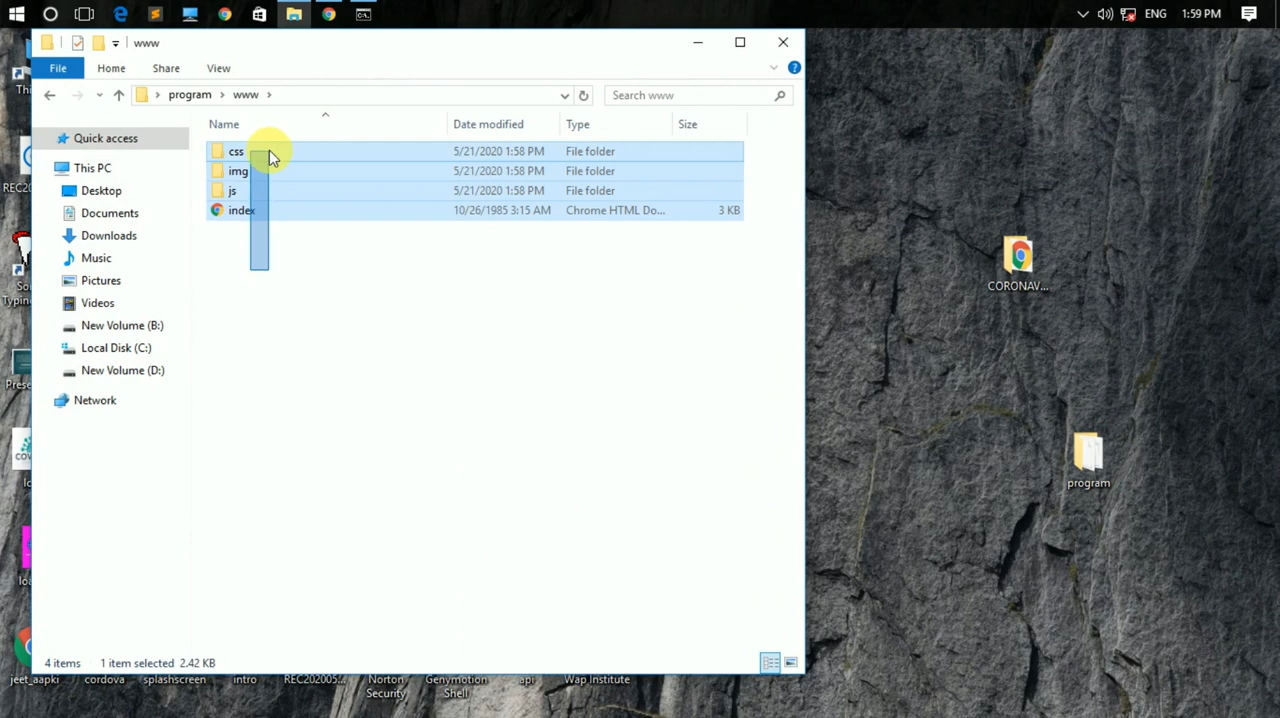 ENG 1:59 PM
www
File Home Share View
program www
Search www
Name Date modified Type Size
Quick access
This PC
Desktop
Documents
Downloads
Music
Pictures
Videos
New Volume (B:)
Local Disk (C:)
New Volume (D:)
Network
css 5/21/2020 1:58 PM File folder
img 5/21/2020 1:58 PM File folder
js 5/21/2020 1:58 PM File folder
index 10/26/1985 3:15 AM Chrome HTML Do... 3 KB
4 items 1 item selected 2.42 KB
CORONAV...
program
jeet_aapki cordova splashscreen intro REC202005... Norton Security Genymotion Shell api Wap Institute